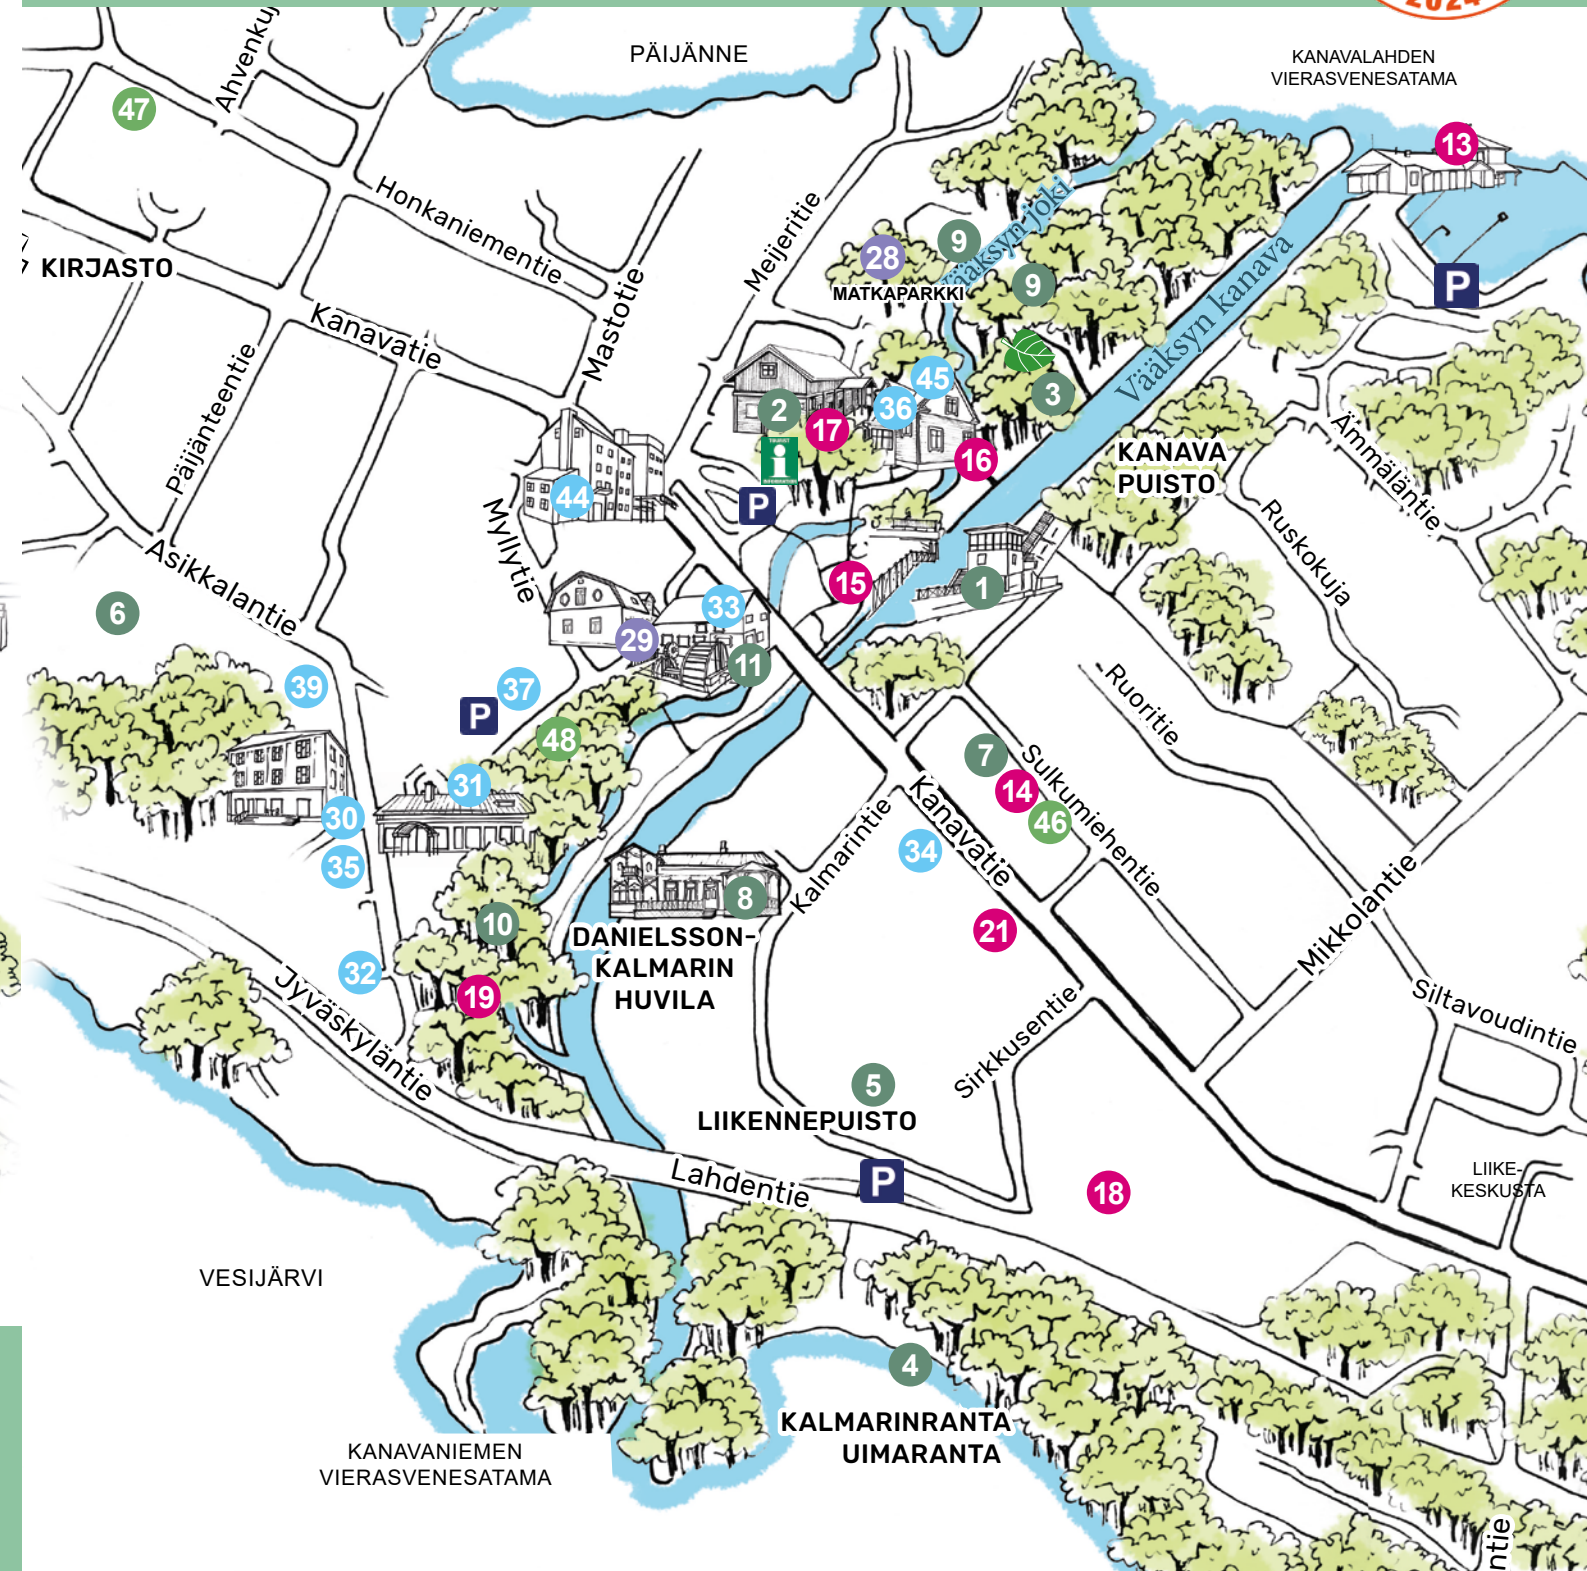 2024
PÄIJÄNNE
KANAVALAHDEN
VIERASVENESATAMA
Ahvenkuj
47
13
Honkaniementie
Meijeritie
Vääksyn joki
9
28
MATKAPARKKI
9
P
KIRJASTO
Kanavatie
Mastotie
Vääksyn kanava
Päijänteentie
2
17
45
36
3
16
KANAVA
PUISTO
Ämmäläntie
TOURIST
i
P
44
Myllytie
Ruskokuja
Asikkalantie
15
1
6
33
29
11
39
37
P
48
Ruoritie
7
14
46
Sulkumiehentie
31
30
35
Kanavatie
34
Kalmarintie
8
10
DANIELSSON-
KALMARIN
HUVILA
21
Mikkolantie
32
19
Jyväskyläntie
Siltavoudintie
Sirkkusentie
5
LIIKENNEPUISTO
Lahdentie
P
18
LIIKE-
KESKUSTA
VESIJÄRVI
4
KALMARINRANTA
UIMARANTA
KANAVANIEMEN
VIERASVENESATAMA
ntie